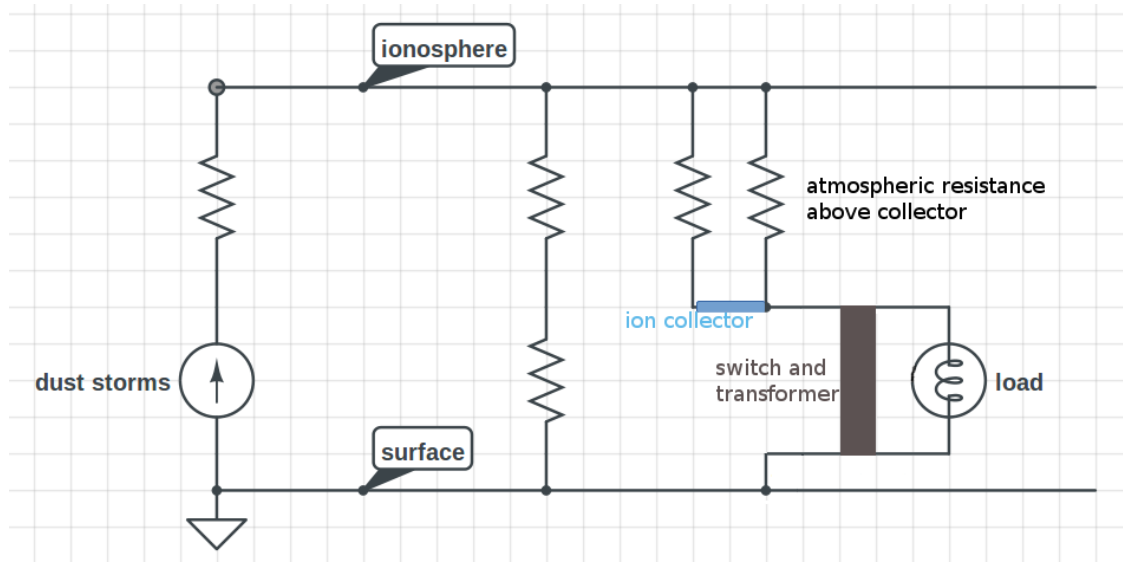 ionosphere
atmospheric resistance
above collector
ion collector
switch and
transformer
dust storms
load
surface